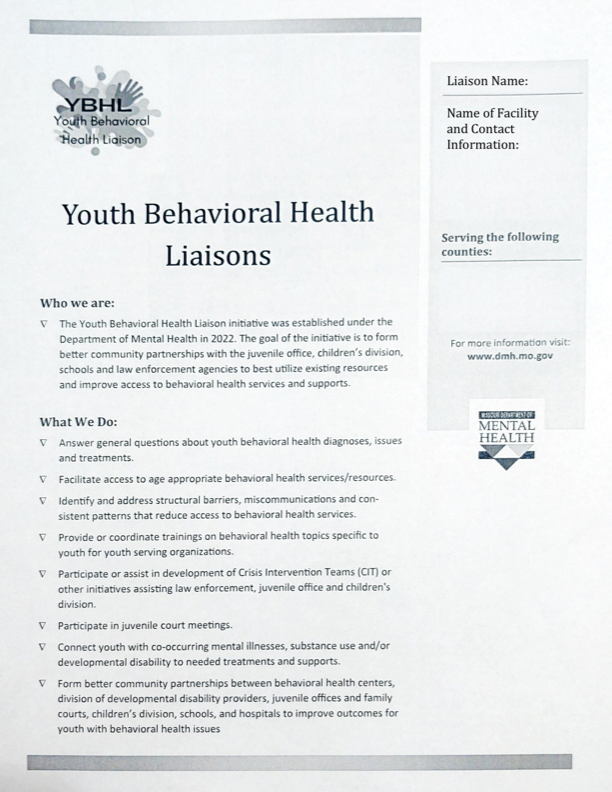 YBHL
Youth Behavioral
Health Liaison
Youth Behavioral Health
Liaisons
Who we are:
∇ The Youth Behavioral Health Liaison initiative was established under the
Department of Mental Health in 2022. The goal of the initiative is to form
better community partnerships with the juvenile office, children's division,
schools and law enforcement agencies to best utilize existing resources
and improve access to behavioral health services and supports.
What We Do:
∇ Answer general questions about youth behavioral health diagnoses, issues
and treatments.
∇ Facilitate access to age appropriate behavioral health services/resources.
∇ Identify and address structural barriers, miscommunications and con-
sistent patterns that reduce access to behavioral health services.
∇ Provide or coordinate trainings on behavioral health topics specific to
youth for youth serving organizations.
∇ Participate or assist in development of Crisis Intervention Teams (CIT) or
other initiatives assisting law enforcement, juvenile office and children's
division.
∇ Participate in juvenile court meetings.
∇ Connect youth with co-occurring mental illnesses, substance use and/or
developmental disability to needed treatments and supports.
∇ Form better community partnerships between behavioral health centers,
division of developmental disability providers, juvenile offices and family
courts, children's division, schools, and hospitals to improve outcomes for
youth with behavioral health issues
Liaison Name:
Name of Facility
and Contact
Information:
Serving the following
counties:
For more information visit:
www.dmh.mo.gov
MISSOURI DEPARTMENT OF
MENTAL
HEALTH